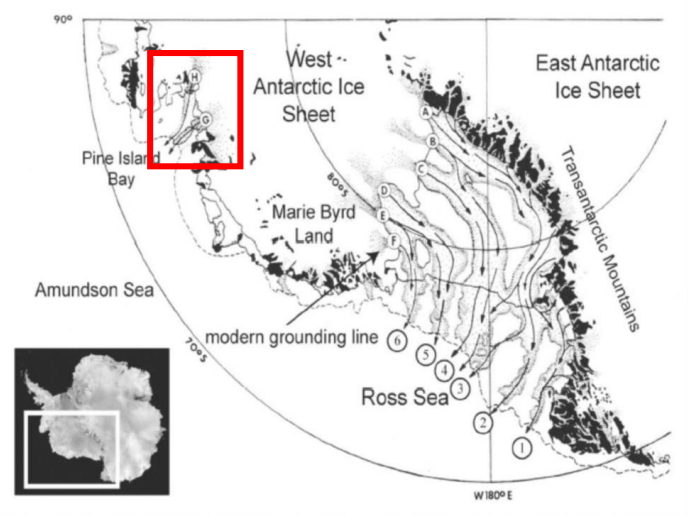 90°
H
G
West
Antarctic Ice
Sheet
East Antarctic
Ice Sheet
A
B
C
D
E
F
Pine Island
Bay
80°S
Marie Byrd
Land
Transantarctic Mountains
Amundson Sea
modern grounding line
70°S
6
5
4
3
2
1
Ross Sea
W180°E